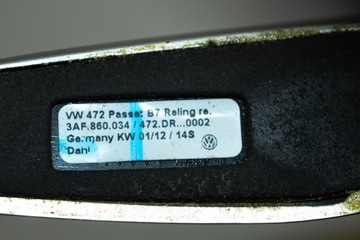 VW 472 Passat B7 Reling re.
3AF.860.034 / 472.DR...0002
Germany KW 01/12 / 14S
Dani